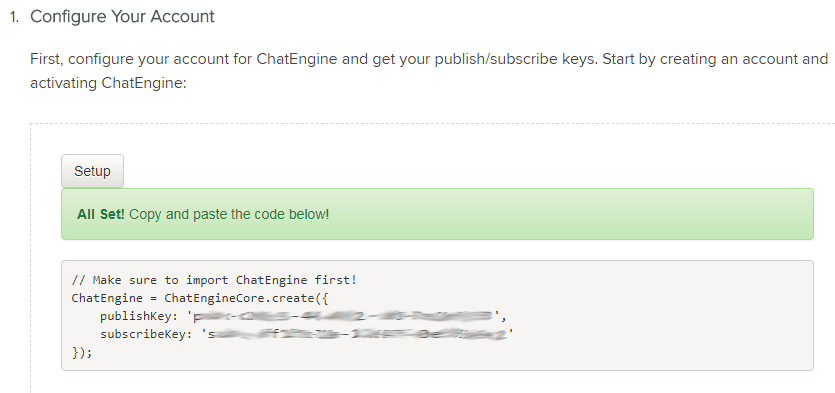 1. Configure Your Account
First, configure your account for ChatEngine and get your publish/subscribe keys. Start by creating an account and
activating ChatEngine:
Setup
All Set! Copy and paste the code below!
// Make sure to import ChatEngine first!
ChatEngine = ChatEngineCore.create({
publishKey: '',
subscribeKey: ''
});